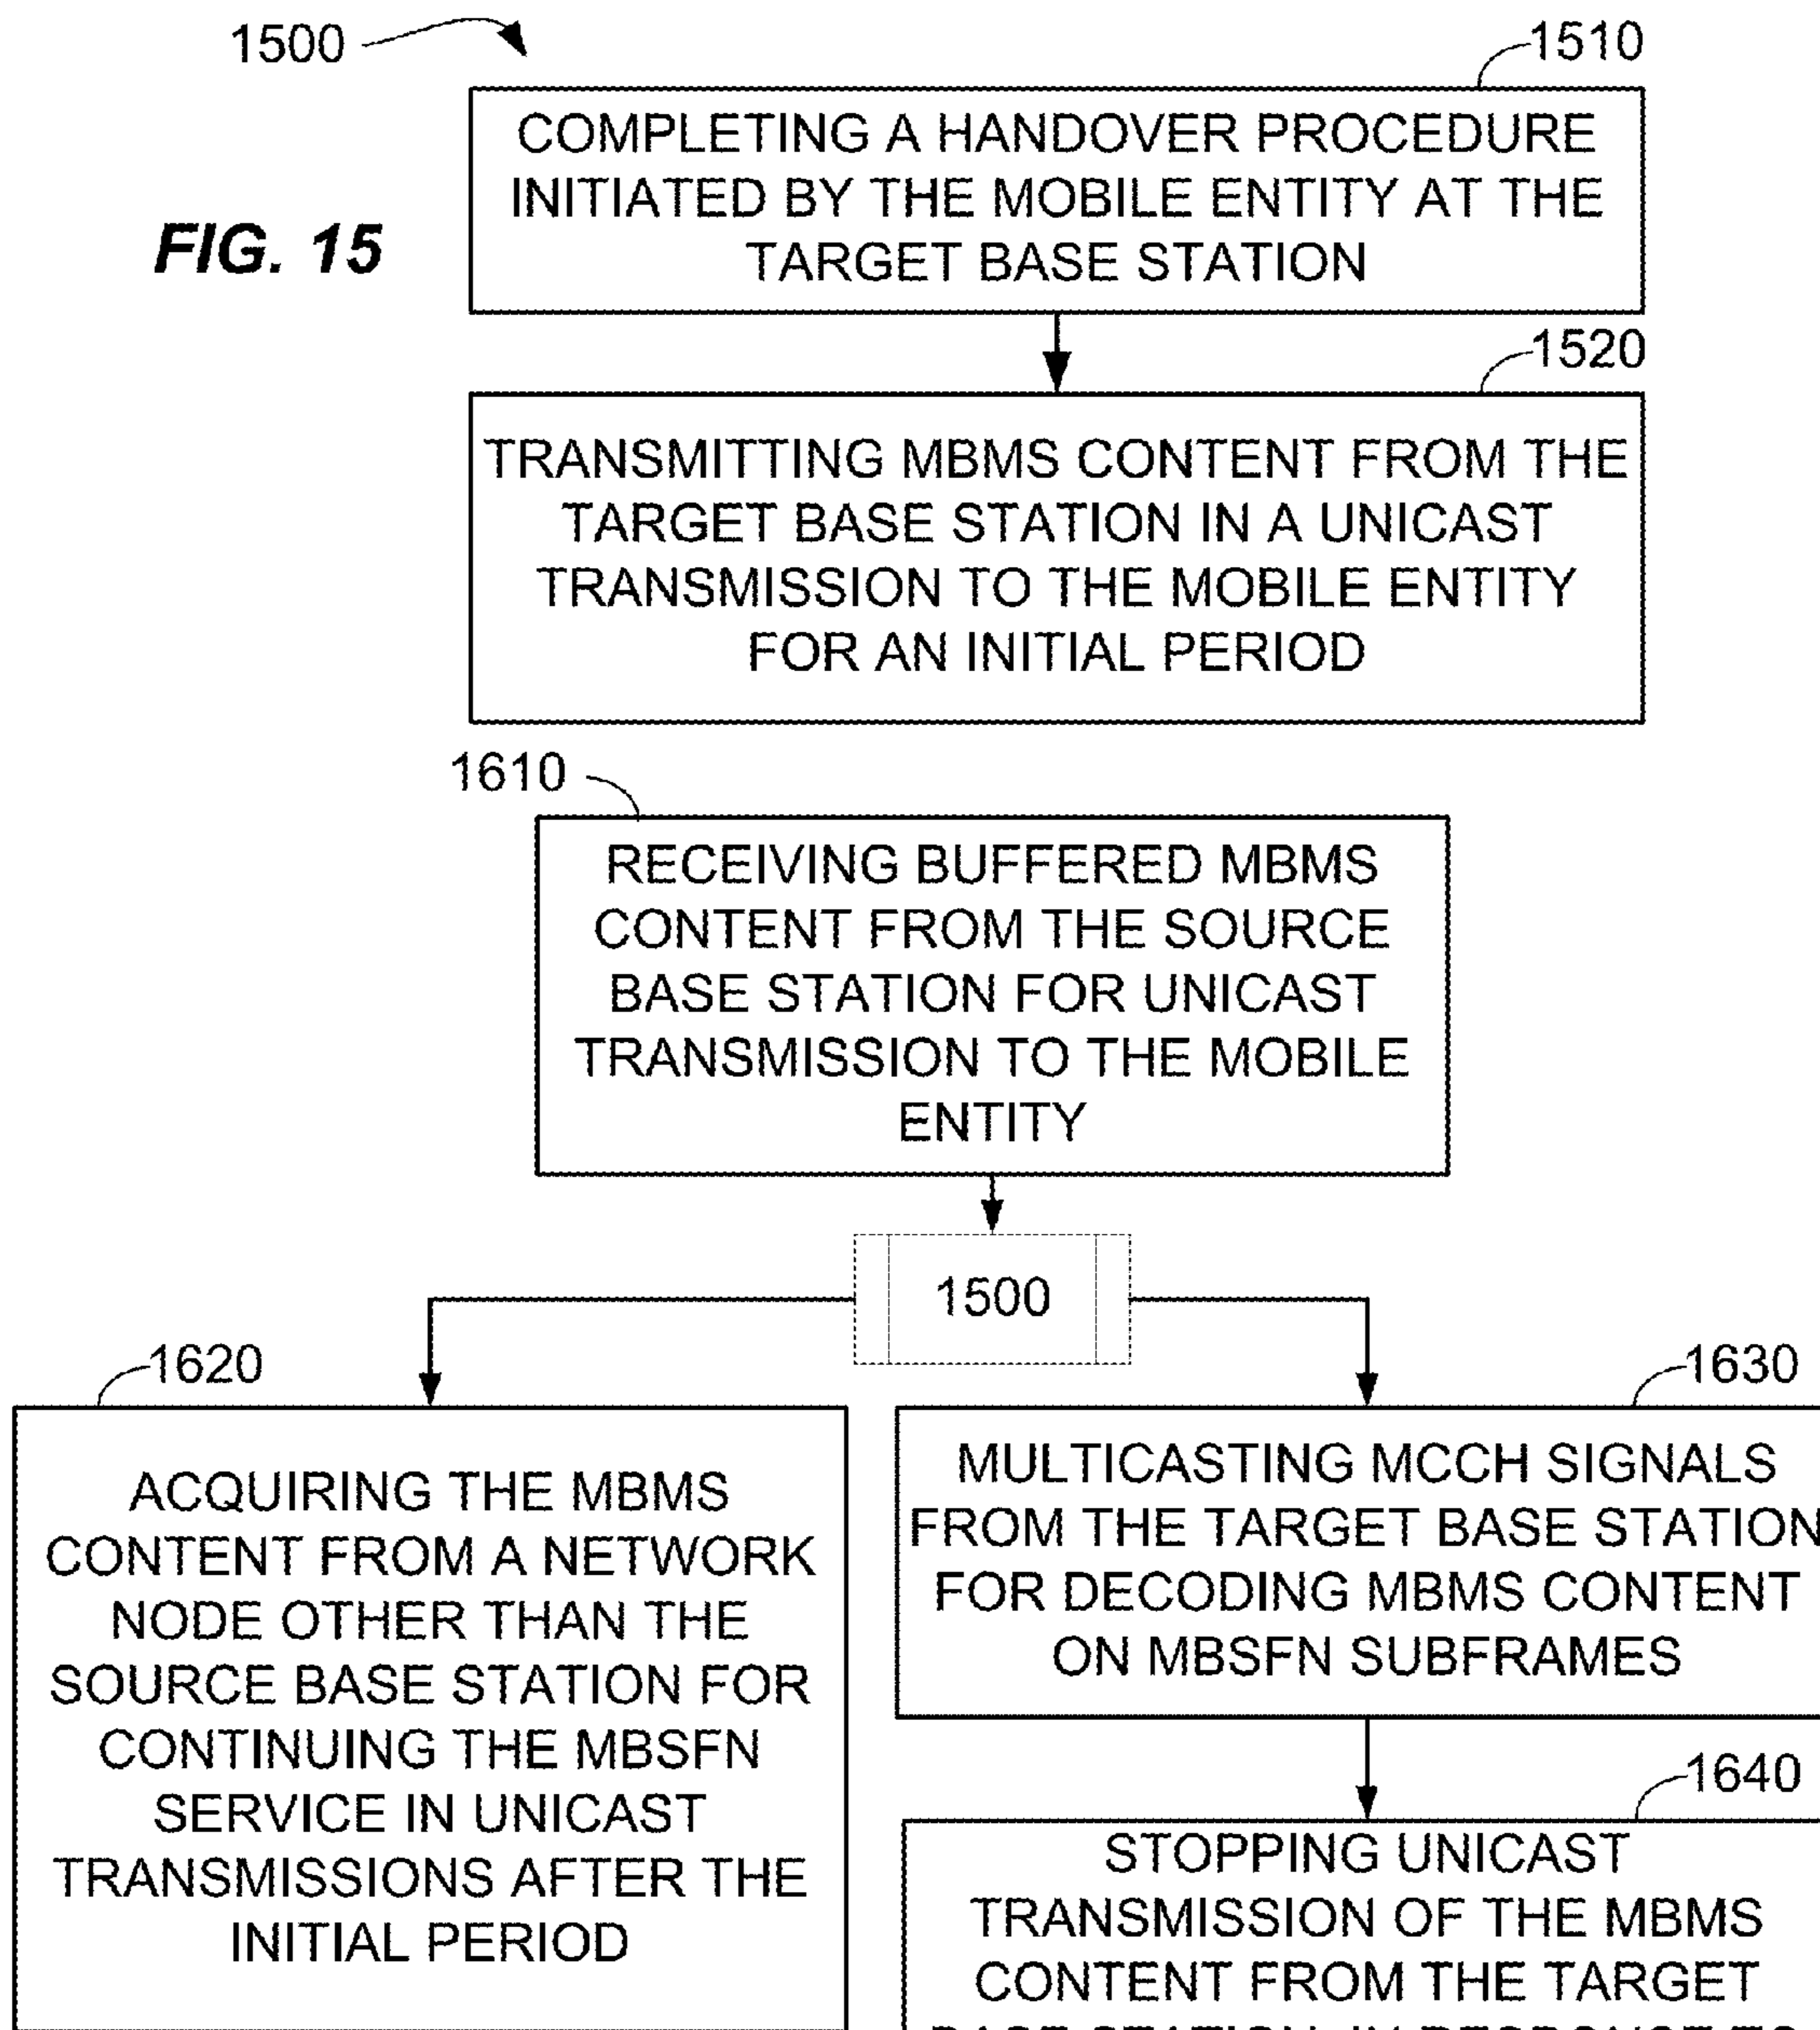 1500
1510
COMPLETING A HANDOVER PROCEDURE
INITIATED BY THE MOBILE ENTITY AT THE
TARGET BASE STATION
FIG. 15
1520
TRANSMITTING MBMS CONTENT FROM THE
TARGET BASE STATION IN A UNICAST
TRANSMISSION TO THE MOBILE ENTITY
FOR AN INITIAL PERIOD
1610
RECEIVING BUFFERED MBMS
CONTENT FROM THE SOURCE
BASE STATION FOR UNICAST
TRANSMISSION TO THE MOBILE
ENTITY
1500
1620
ACQUIRING THE MBMS
CONTENT FROM A NETWORK
NODE OTHER THAN THE
SOURCE BASE STATION FOR
CONTINUING THE MBSFN
SERVICE IN UNICAST
TRANSMISSIONS AFTER THE
INITIAL PERIOD
1630
MULTICASTING MCCH SIGNALS
FROM THE TARGET BASE STATION
FOR DECODING MBMS CONTENT
ON MBSFN SUBFRAMES
1640
STOPPING UNICAST
TRANSMISSION OF THE MBMS
CONTENT FROM THE TARGET
BASE STATION, IN RESPONSE TO